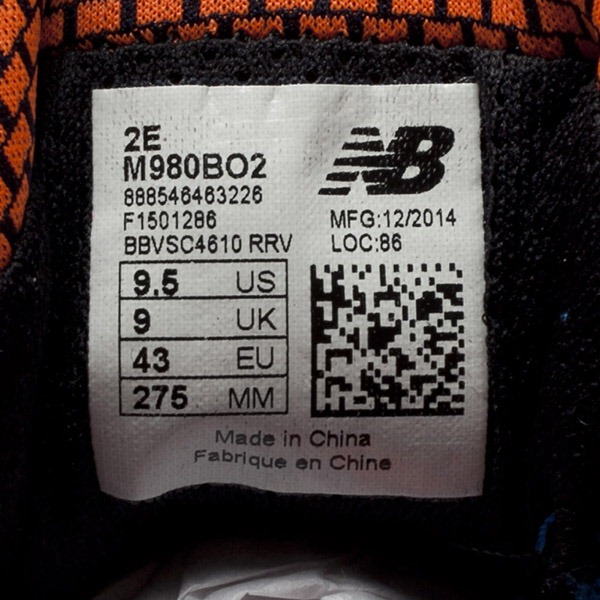 2E
M980BO2
888546463226
F1501286
BBVSC4610 RRV
NB
MFG:12/2014
LOC:86
9.5 US
9 UK
43 EU
275 MM
Made in China
Fabrique en Chine